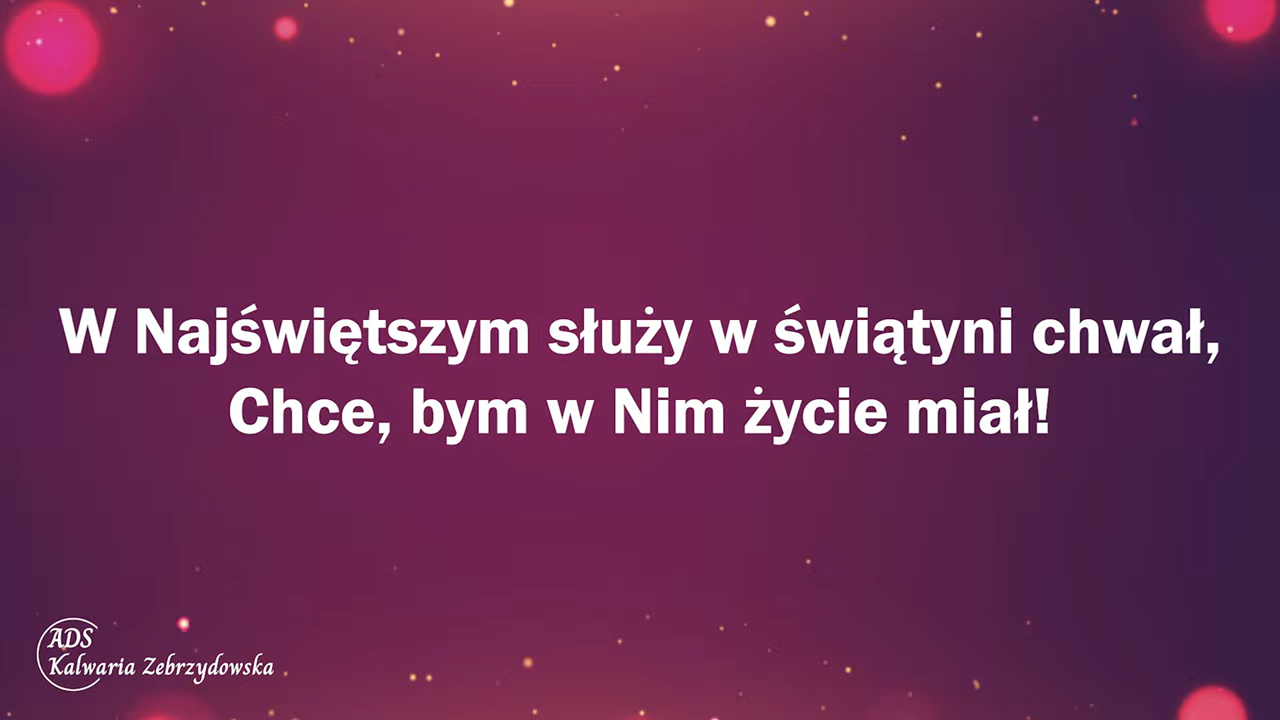 W Najświętszym służy w świątyni chwał,
Chce, bym w Nim życie miał!
ADS
Kalwaria Zebrzydowska